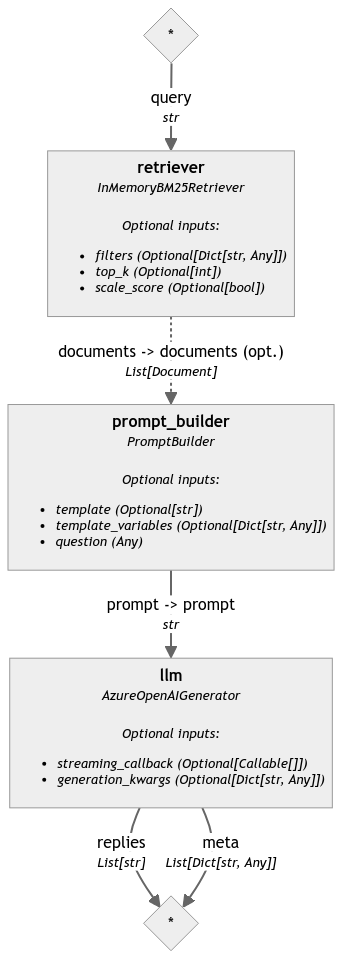 *
query
str
retriever
InMemoryBM25Retriever
Optional inputs:
• filters (Optional[Dict[str, Any]])
• top_k (Optional[int])
• scale_score (Optional[bool])
documents -> documents (opt.)
List[Document]
prompt_builder
PromptBuilder
Optional inputs:
• template (Optional[str])
• template_variables (Optional[Dict[str, Any]])
• question (Any)
prompt -> prompt
str
llm
AzureOpenAIGenerator
Optional inputs:
• streaming_callback (Optional[Callable[]])
• generation_kwargs (Optional[Dict[str, Any]])
replies meta
List[str] List[Dict[str, Any]]
*